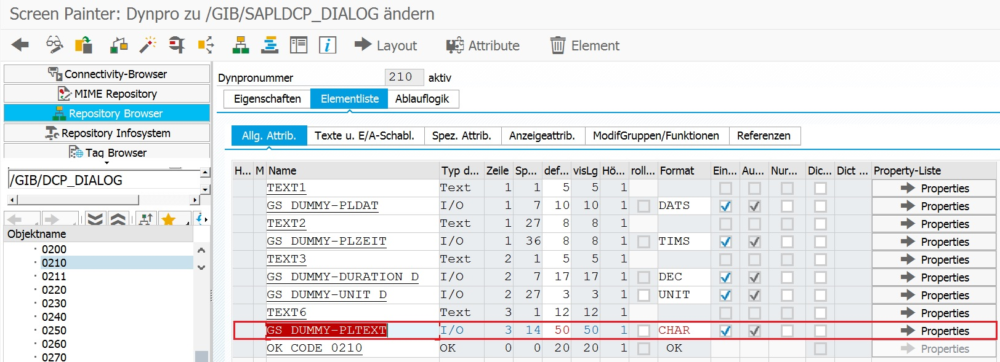 Screen Painter: Dynpro zu /GIB/SAPLDCP_DIALOG ändern
Layout Attribute Element
Connectivity-Browser
MIME Repository
Repository Browser
Repository Infosystem
Tag Browser
/GIB/DCP_DIALOG
Objektname
0200
0210
0211
0220
0230
0240
0250
0260
0270
Dynpronummer 210 aktiv
Eigenschaften Elementliste Ablauflogik
Allg. Attrib. Texte u. E/A-Schabl. Spez. Attrib. Anzeigeattrib. ModifGruppen/Funktionen Referenzen
H... M Name Typ d... Zeile Sp... def... visLg Hö... roll... Format Ein... Au... Nur... Dic... Dict ... Property-Liste
TEXT1 Text 1 1 5 5 1 Properties
GS_DUMMY-PLDAT I/O 1 7 10 10 1 DATS Properties
TEXT2 Text 1 27 8 8 1 Properties
GS_DUMMY-PLZEIT I/O 1 36 8 8 1 TIMS Properties
TEXT3 Text 2 1 5 5 1 Properties
GS_DUMMY-DURATION_D I/O 2 7 17 17 1 DEC Properties
GS_DUMMY-UNIT_D I/O 2 27 3 3 1 UNIT Properties
TEXT6 Text 3 1 12 12 1 Properties
GS_DUMMY-PLTEXT I/O 3 14 50 50 1 CHAR Properties
OK_CODE_0210 OK 0 0 20 20 1 OK Properties